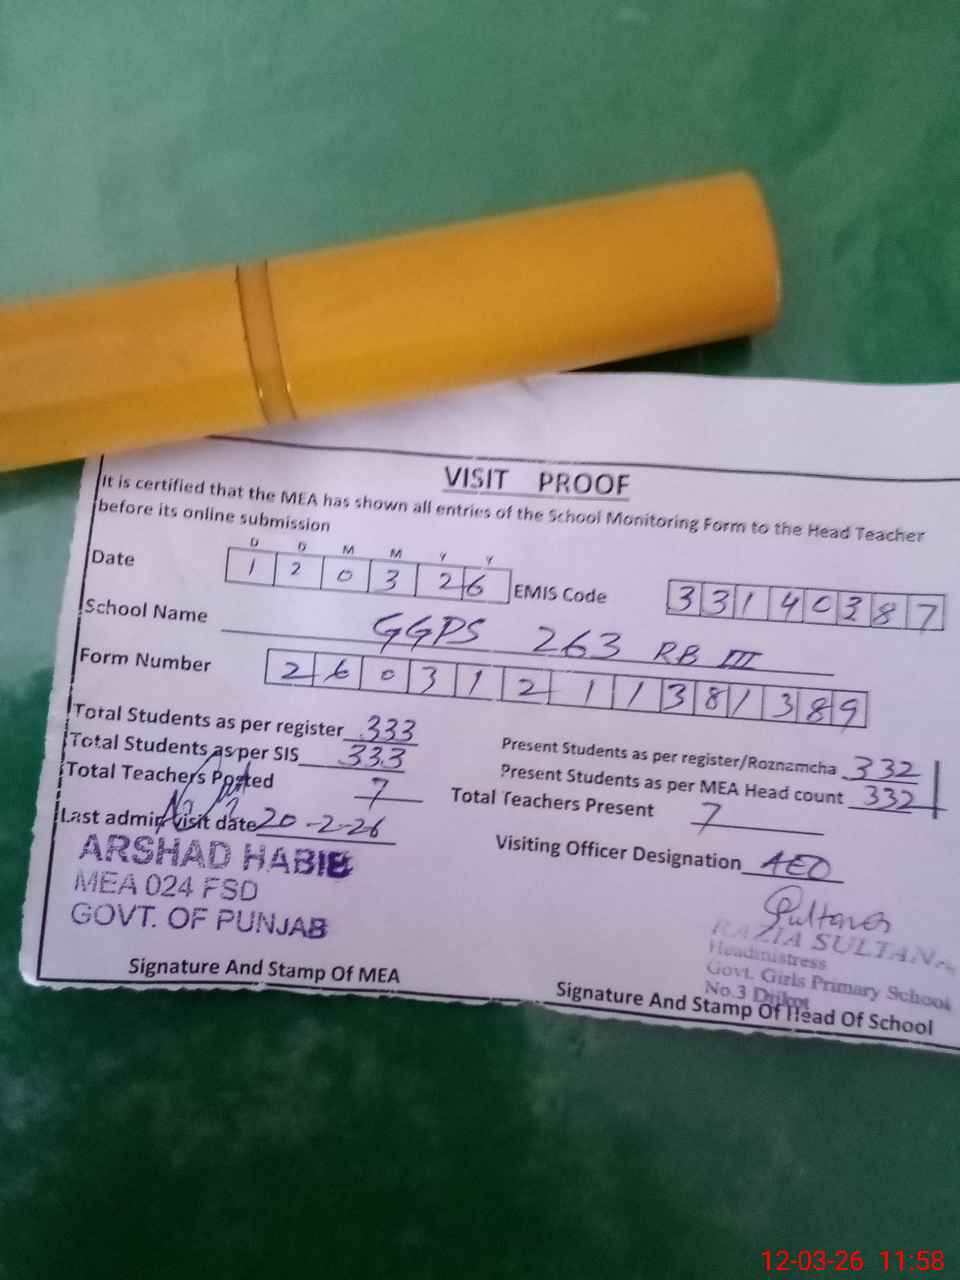 VISIT PROOF
It is certified that the MEA has shown all entries of the School Monitoring Form to the Head Teacher
before its online submission
D D M M Y Y
Date 1 2 0 3 2 6 EMIS Code 3 3 1 4 0 3 8 7
School Name GGPS 263 RB III
Form Number 2 6 0 3 1 2 1 1 3 8 1 3 8 9
Total Students as per register 333 Present Students as per register/Roznamcha 332
Total Students as per SIS 333 Present Students as per MEA Head count 332
Total Teachers Posted 7 Total Teachers Present 7
Last admin visit date 20-2-26 Visiting Officer Designation AEO
ARSHAD HABIB
MEA 024 FSD
GOVT. OF PUNJAB
Signature And Stamp Of MEA
Sultana
RAZIA SULTANA
Headmistress
Govt. Girls Primary School
No.3 Dijkot
Signature And Stamp Of Head Of School
12-03-26 11:58